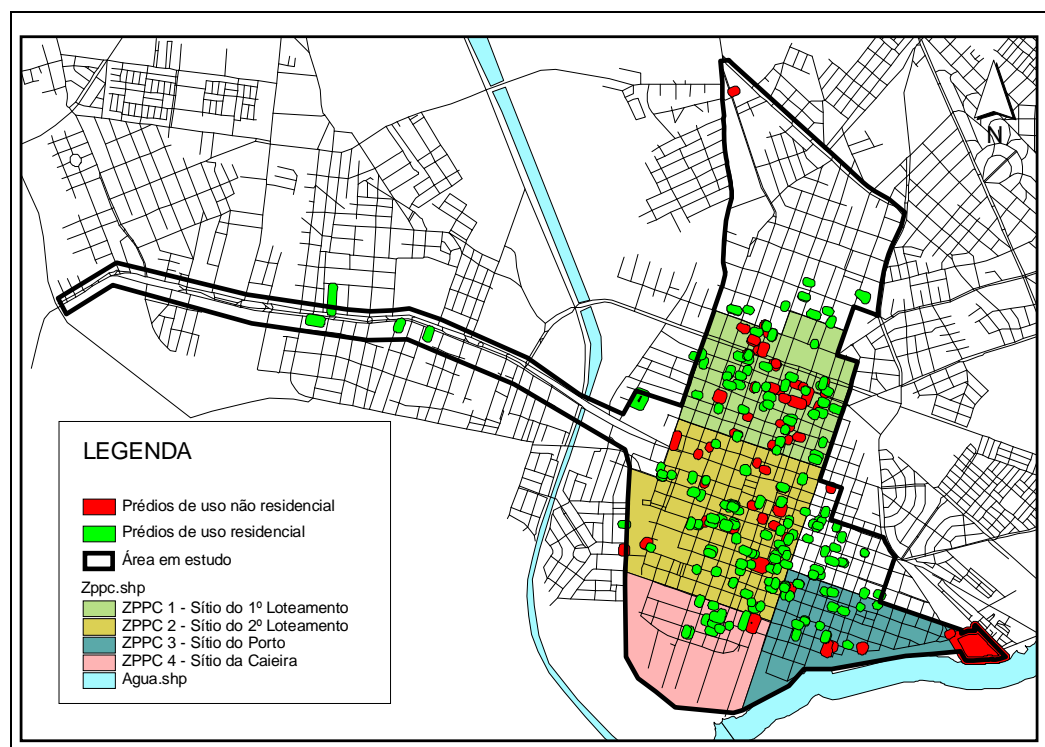 N
LEGENDA
Prédios de uso não residencial
Prédios de uso residencial
Área em estudo
Zppc.shp
ZPPC 1 - Sítio do 1º Loteamento
ZPPC 2 - Sítio do 2º Loteamento
ZPPC 3 - Sítio do Porto
ZPPC 4 - Sítio da Caieira
Agua.shp